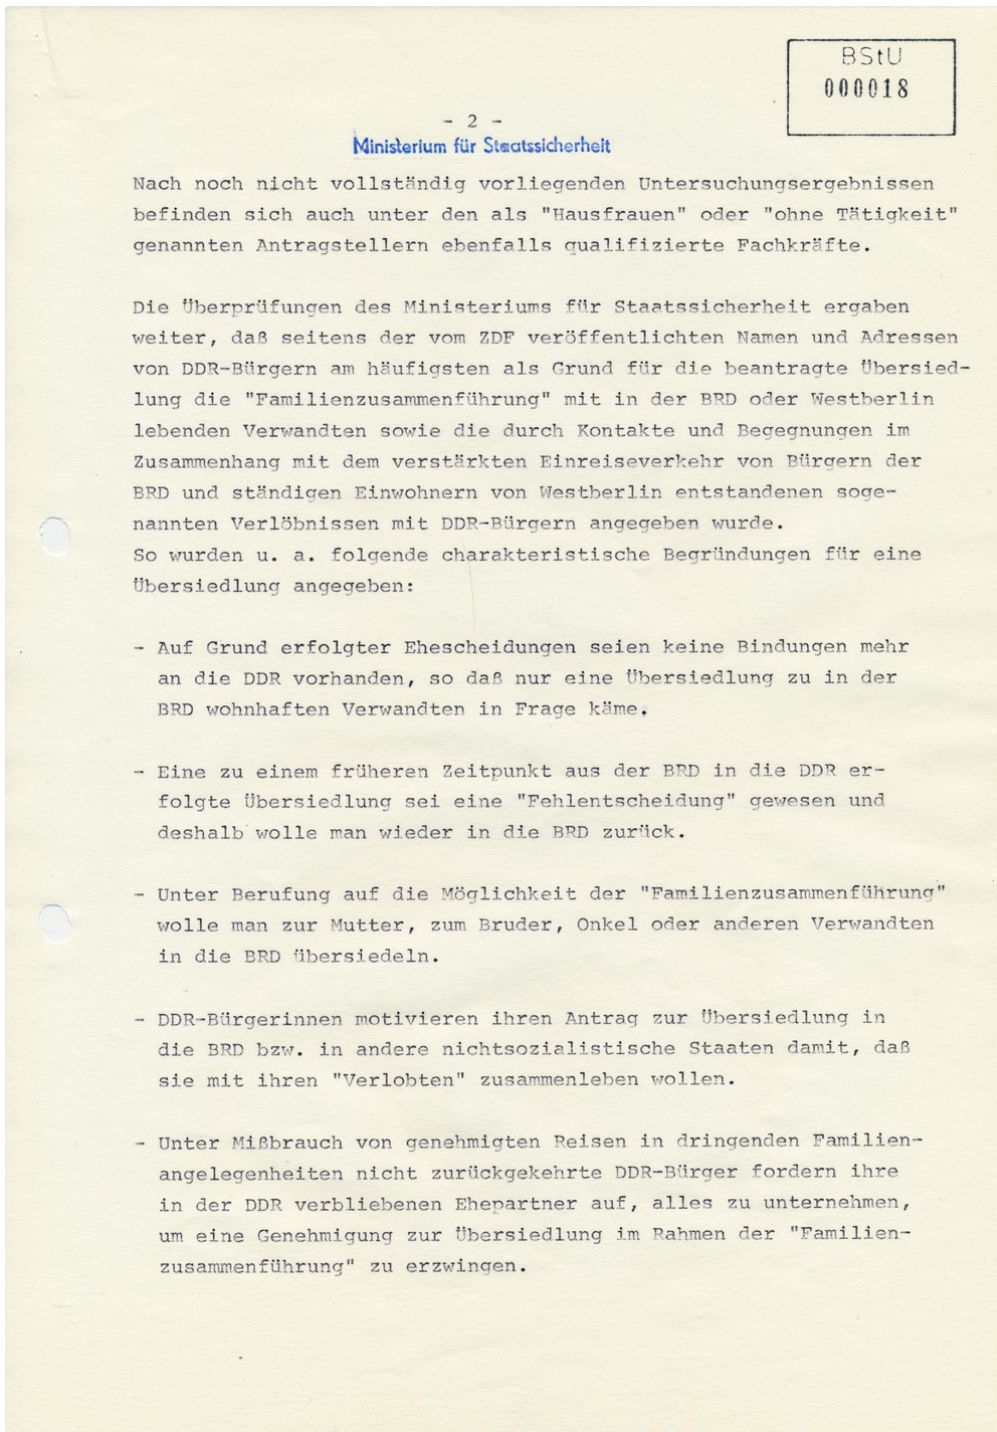 BStU
000018
- 2 -
Ministerium für Staatssicherheit
Nach noch nicht vollständig vorliegenden Untersuchungsergebnissen
befinden sich auch unter den als "Hausfrauen" oder "ohne Tätigkeit"
genannten Antragstellern ebenfalls qualifizierte Fachkräfte.
Die Überprüfungen des Ministeriums für Staatssicherheit ergaben
weiter, daß seitens der vom ZDF veröffentlichten Namen und Adressen
von DDR-Bürgern am häufigsten als Grund für die beantragte Übersied-
lung die "Familienzusammenführung" mit in der BRD oder Westberlin
lebenden Verwandten sowie die durch Kontakte und Begegnungen im
Zusammenhang mit dem verstärkten Einreiseverkehr von Bürgern der
BRD und ständigen Einwohnern von Westberlin entstandenen soge-
nannten Verlöbnissen mit DDR-Bürgern angegeben wurde.
So wurden u. a. folgende charakteristische Begründungen für eine
Übersiedlung angegeben:
- Auf Grund erfolgter Ehescheidungen seien keine Bindungen mehr
an die DDR vorhanden, so daß nur eine Übersiedlung zu in der
BRD wohnhaften Verwandten in Frage käme.
- Eine zu einem früheren Zeitpunkt aus der BRD in die DDR er-
folgte Übersiedlung sei eine "Fehlentscheidung" gewesen und
deshalb wolle man wieder in die BRD zurück.
- Unter Berufung auf die Möglichkeit der "Familienzusammenführung"
wolle man zur Mutter, zum Bruder, Onkel oder anderen Verwandten
in die BRD übersiedeln.
- DDR-Bürgerinnen motivieren ihren Antrag zur Übersiedlung in
die BRD bzw. in andere nichtsozialistische Staaten damit, daß
sie mit ihren "Verlobten" zusammenleben wollen.
- Unter Mißbrauch von genehmigten Reisen in dringenden Familien-
angelegenheiten nicht zurückgekehrte DDR-Bürger fordern ihre
in der DDR verbliebenen Ehepartner auf, alles zu unternehmen,
um eine Genehmigung zur Übersiedlung im Rahmen der "Familien-
zusammenführung" zu erzwingen.